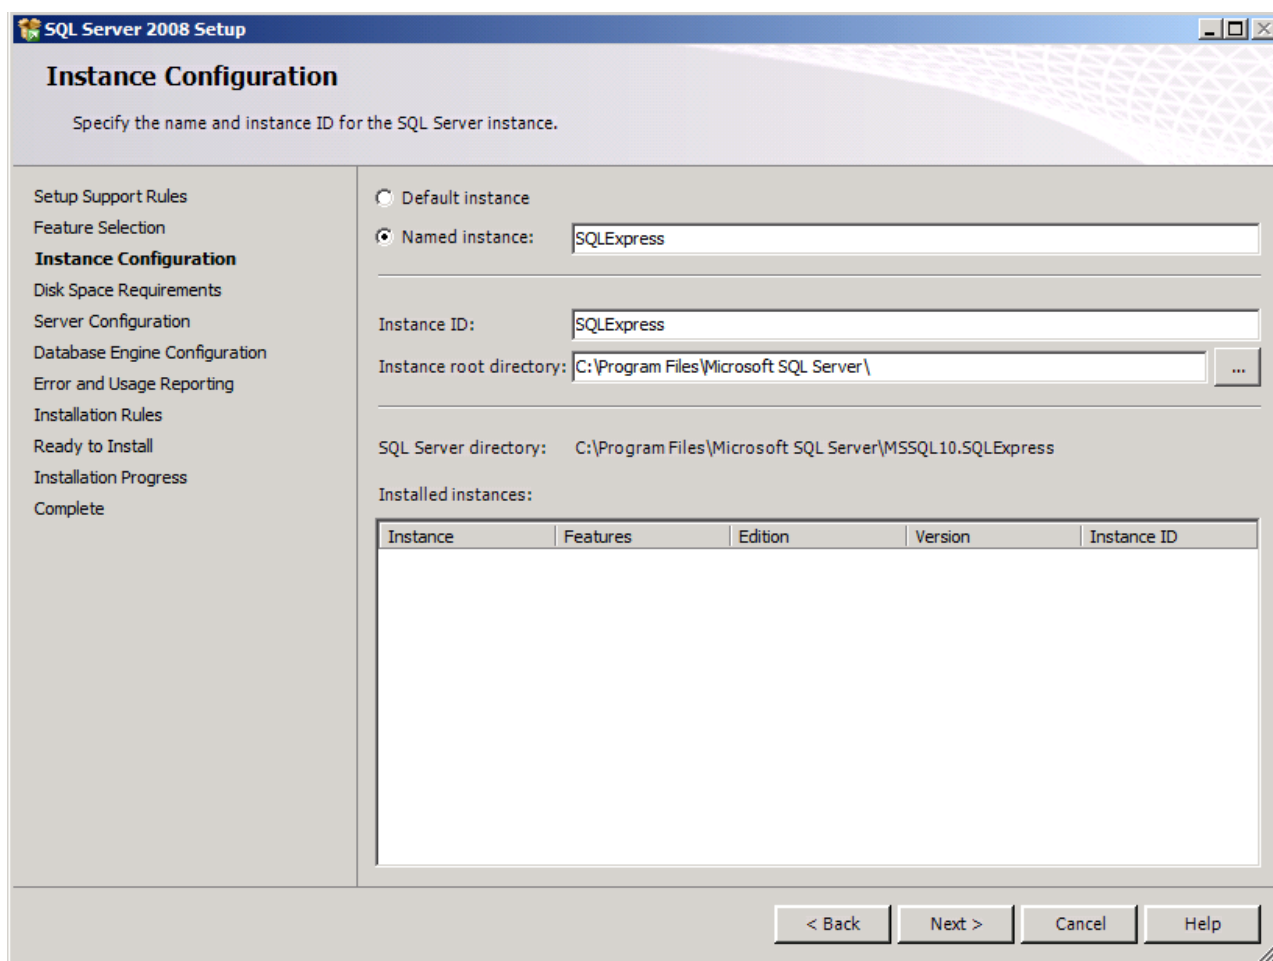 SQL Server 2008 Setup
Instance Configuration
Specify the name and instance ID for the SQL Server instance.
Setup Support Rules
Feature Selection
Instance Configuration
Disk Space Requirements
Server Configuration
Database Engine Configuration
Error and Usage Reporting
Installation Rules
Ready to Install
Installation Progress
Complete
Default instance
Named instance: SQLExpress
Instance ID: SQLExpress
Instance root directory: C:\Program Files\Microsoft SQL Server\ ...
SQL Server directory: C:\Program Files\Microsoft SQL Server\MSSQL10.SQLExpress
Installed instances:
Instance Features Edition Version Instance ID
< Back Next > Cancel Help